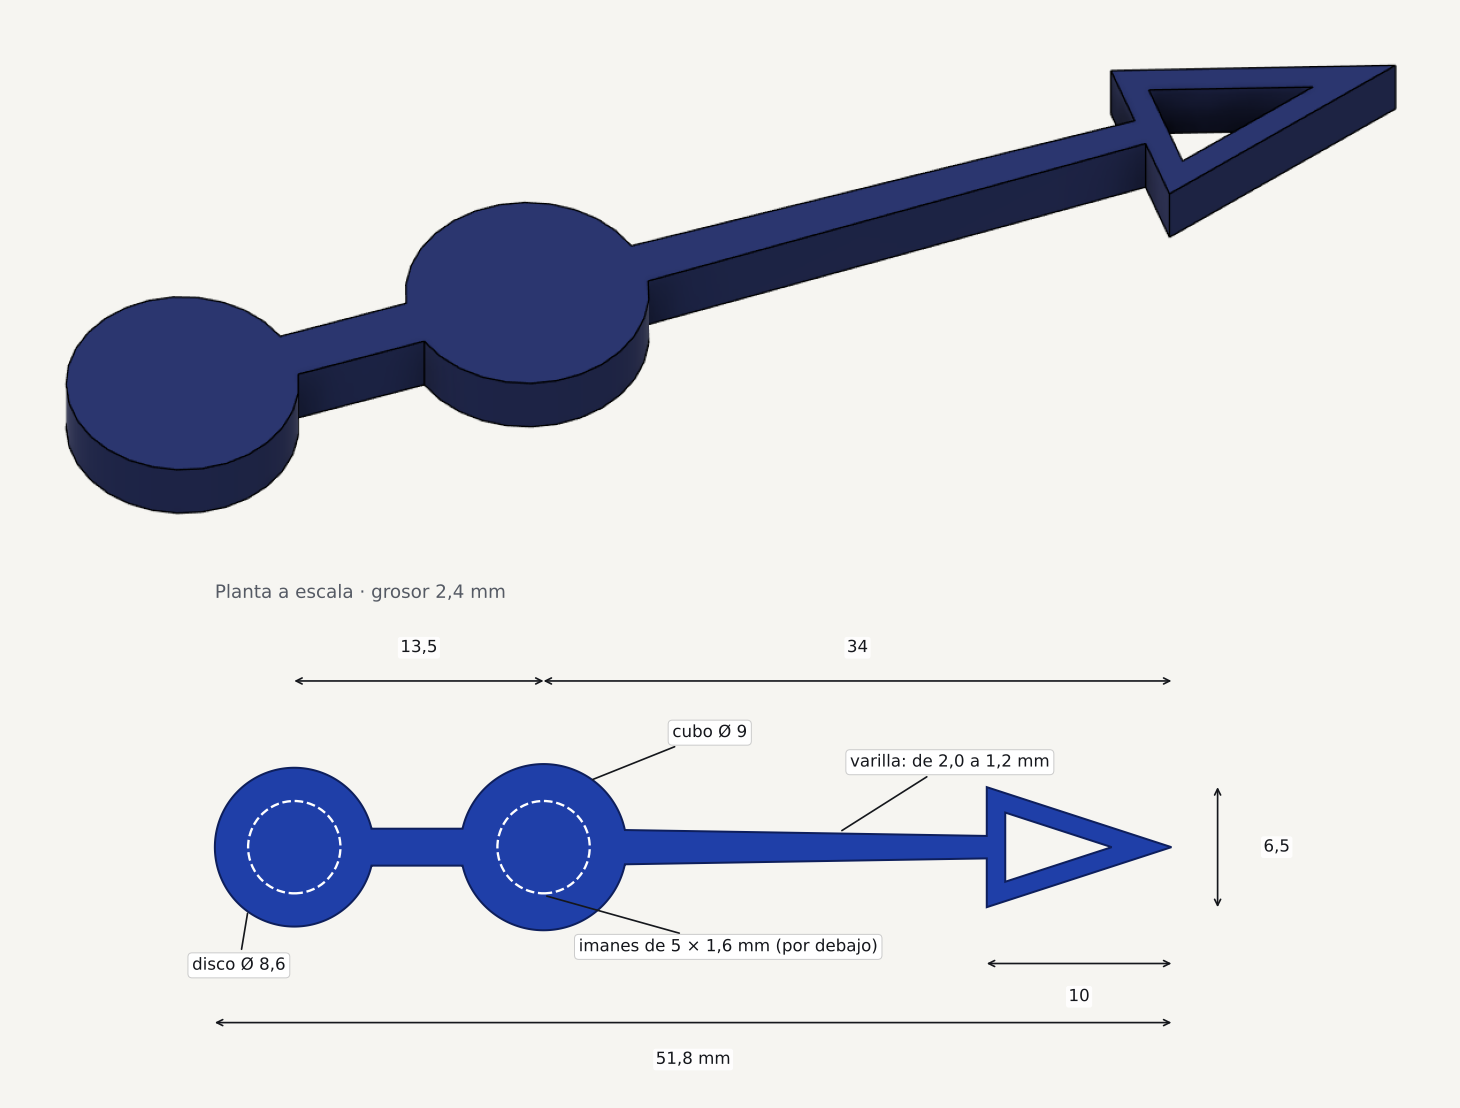 Planta a escala · grosor 2,4 mm
13,5
34
cubo Ø 9
varilla: de 2,0 a 1,2 mm
6,5
imanes de 5 × 1,6 mm (por debajo)
disco Ø 8,6
10
51,8 mm